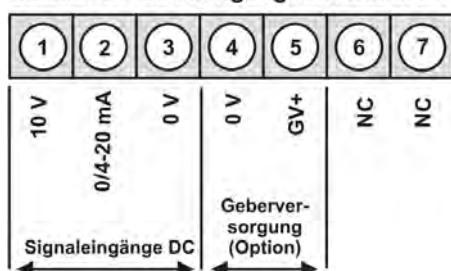 1 2 3 4 5 6 7
10 V
0/4-20 mA
0 V
0 V
GV+
NC
NC
Signaleingänge DC
Geberver-
sorgung
(Option)